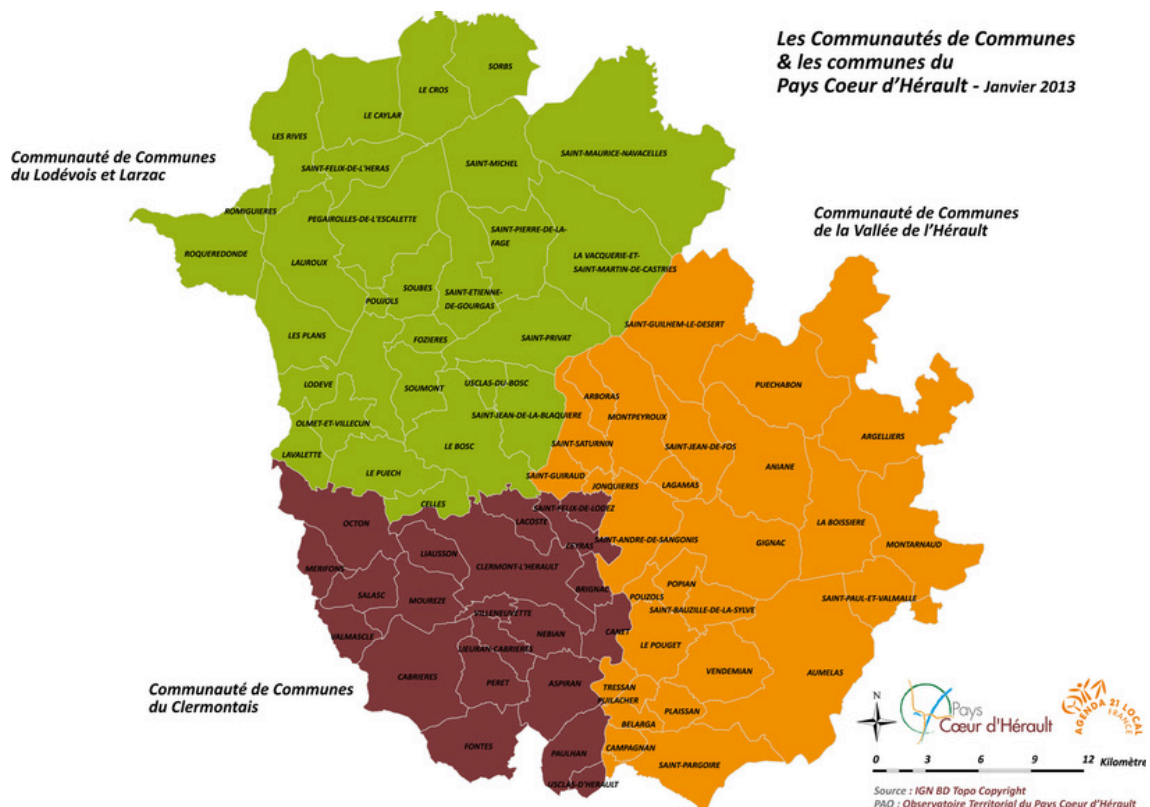 Les Communautés de Communes
& les communes du
Pays Coeur d'Hérault - Janvier 2013
SORBS
LE CROS
LE CAYLAR
LES RIVES
SAINT-MAURICE-NAVACELLES
Communauté de Communes
du Lodévois et Larzac
SAINT-MICHEL
SAINT-FELIX-DE-L'HERAS
ROMIGUIERES
PEGAIROLLES-DE-L'ESCALETTE
Communauté de Communes
de la Vallée de l'Hérault
SAINT-PIERRE-DE-LA-
FAGE
ROQUEREDONDE
LAUROUX
LA VACQUERIE-ET-
SAINT-MARTIN-DE-CASTRIES
SOUBES
SAINT-ETIENNE-
DE-GOURGAS
POUJOLS
SAINT-GUILHEM-LE-DESERT
LES PLANS
FOZIERES
SAINT-PRIVAT
LODEVE
SOUMONT
USCLAS-DU-BOSC
PUECHABON
ARBORAS
SAINT-JEAN-DE-LA-BLAQUIERE
MONTPEYROUX
OLMET-ET-VILLECUN
ARGELLIERS
LE BOSC
SAINT-SATURNIN
SAINT-JEAN-DE-FOS
LAVALETTE
ANIANE
LE PUECH
SAINT-GUIRAUD
JONQUIERES
LAGAMAS
CELLES
SAINT-FELIX-DE-LODEZ
OCTON
LACOSTE
LA BOISSIERE
SAINT-ANDRE-DE-SANGONIS
CEYRAS
GIGNAC
MONTARNAUD
LIAUSSON
CLERMONT-L'HERAULT
MERIFONS
POPIAN
BRIGNAC
SALASC
MOUREZE
POUZOLS
SAINT-PAUL-ET-VALMALLE
VILLENEUVETTE
SAINT-BAUZILLE-DE-LA-SYLVE
VALMASCLE
NEBIAN
CANET
LIEURAN-CABRIERES
LE POUGET
VENDEMIAN
AUMELAS
CABRIERES
PERET
ASPIRAN
Communauté de Communes
du Clermontais
TRESSAN
PUILACHER
PLAISSAN
BELARGA
FONTES
PAULHAN
CAMPAGNAN
SAINT-PARGOIRE
USCLAS-D'HERAULT
N
Pays
Cœur d'Hérault
AGENDA 21 LOCAL
FRANCE
0 3 6 9 12 Kilomètre
Source : IGN BD Topo Copyright
PAO : Observatoire Territorial du Pays Coeur d'Hérault